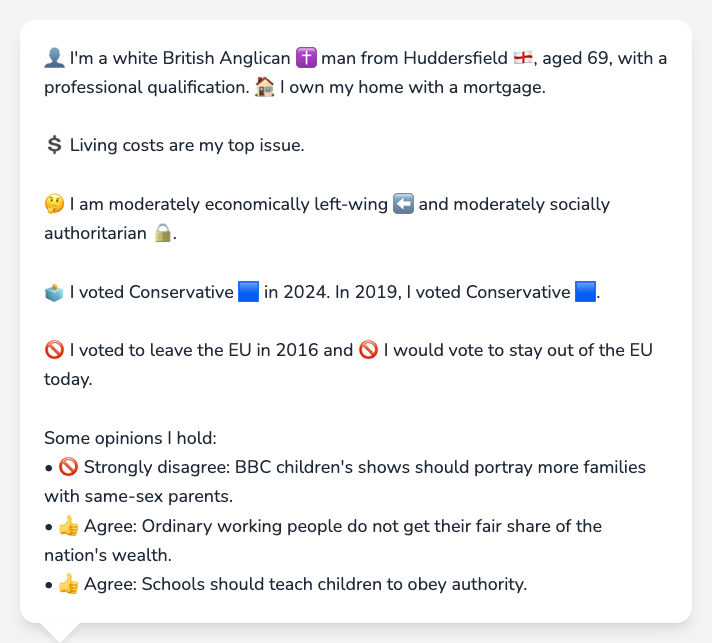 👤 I'm a white British Anglican ✝️ man from Huddersfield 🏴󠁧󠁢󠁥󠁮󠁧󠁿, aged 69, with a
professional qualification. 🏠 I own my home with a mortgage.
💲 Living costs are my top issue.
🤔 I am moderately economically left-wing ⬅️ and moderately socially
authoritarian 🔒.
🗳️ I voted Conservative 🟦 in 2024. In 2019, I voted Conservative 🟦.
🚫 I voted to leave the EU in 2016 and 🚫 I would vote to stay out of the EU
today.
Some opinions I hold:
• 🚫 Strongly disagree: BBC children's shows should portray more families
with same-sex parents.
• 👍 Agree: Ordinary working people do not get their fair share of the
nation's wealth.
• 👍 Agree: Schools should teach children to obey authority.